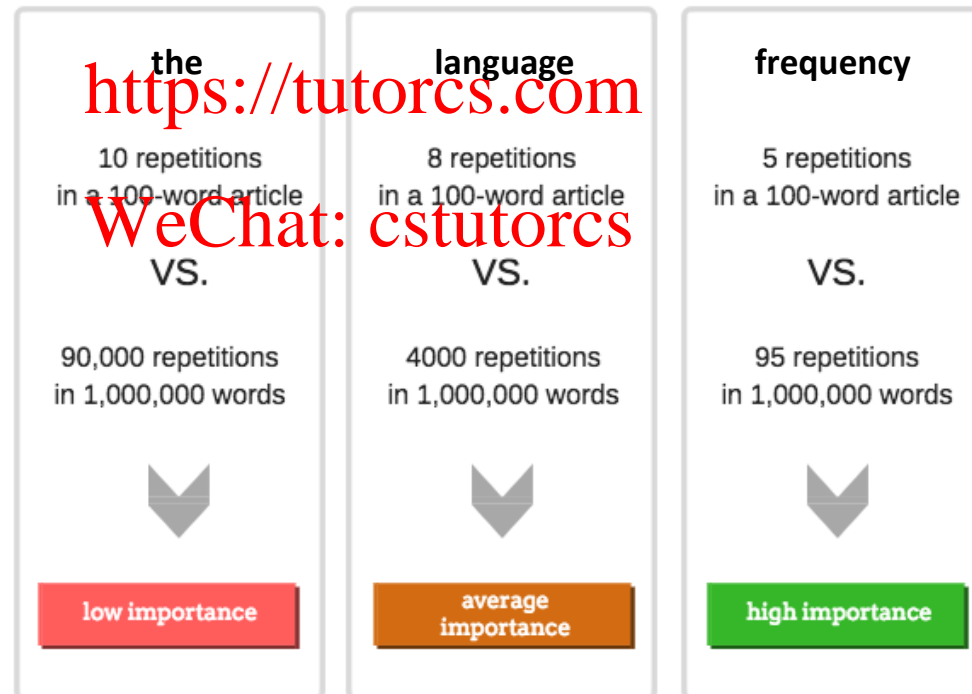 the
10 repetitions
in a 100-word article
VS.
90,000 repetitions
in 1,000,000 words
low importance
language
8 repetitions
in a 100-word article
VS.
4000 repetitions
in 1,000,000 words
average
importance
frequency
5 repetitions
in a 100-word article
VS.
95 repetitions
in 1,000,000 words
high importance
https://tutorcs.com
WeChat: cstutorcs